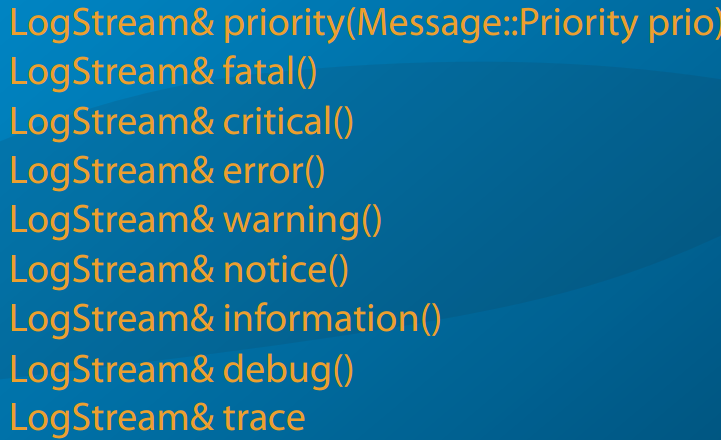 LogStream& priority(Message::Priority prio)
LogStream& fatal()
LogStream& critical()
LogStream& error()
LogStream& warning()
LogStream& notice()
LogStream& information()
LogStream& debug()
LogStream& trace